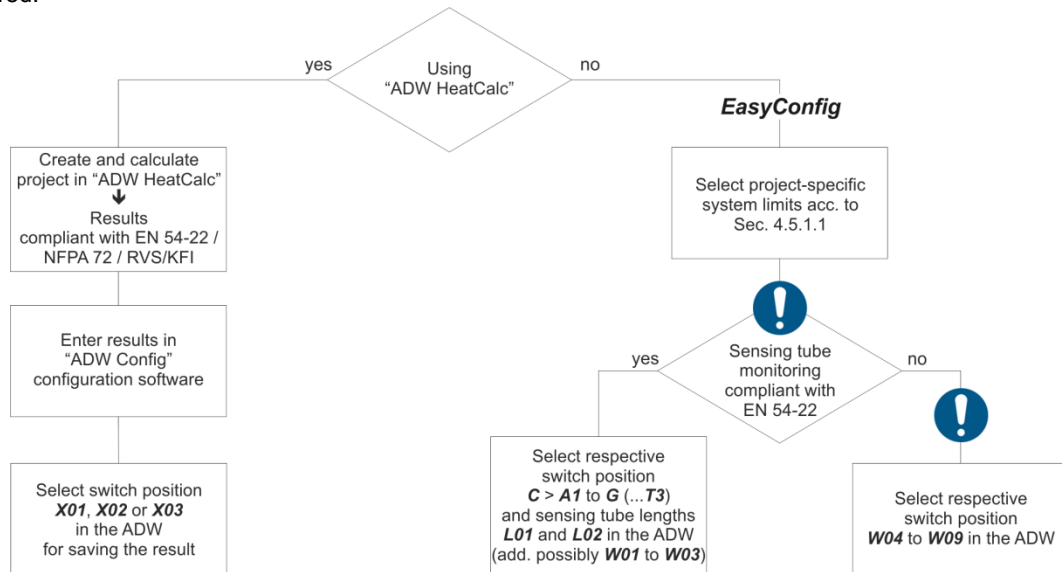 yes
Using
“ADW HeatCalc”
no
EasyConfig
Create and calculate
project in “ADW HeatCalc”
Results
compliant with EN 54-22 /
NFPA 72 / RVS/KFI
Select project-specific
system limits acc. to
Sec. 4.5.1.1
Enter results in
“ADW Config”
configuration software
yes
Sensing tube
monitoring
compliant with
EN 54-22
no
Select switch position
X01, X02 or X03
in the ADW
for saving the result
Select respective
switch position
C > A1 to G (...T3)
and sensing tube lengths
L01 and L02 in the ADW
(add. possibly W01 to W03)
Select respective
switch position
W04 to W09 in the ADW